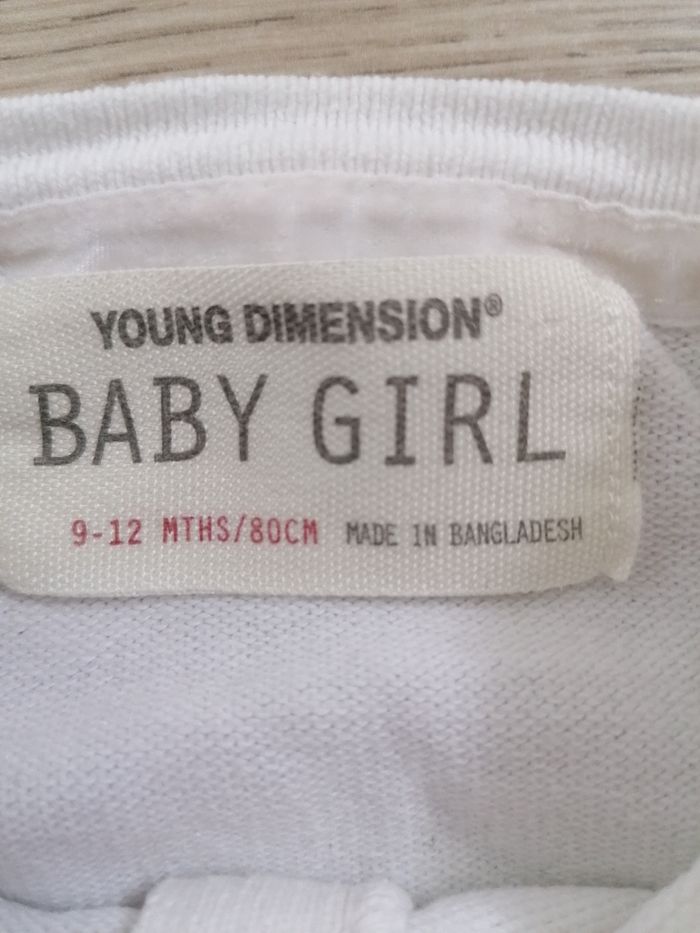 YOUNG DIMENSION®
BABY GIRL
9-12 MTHS/80CM MADE IN BANGLADESH